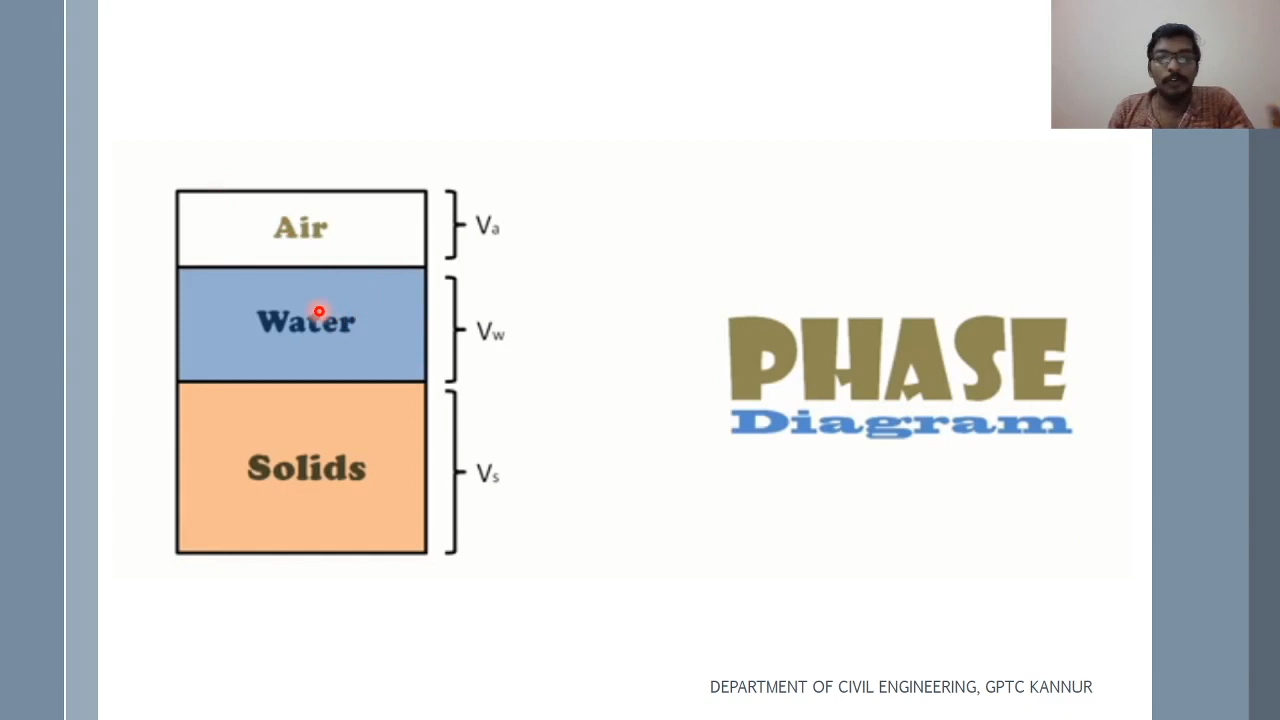 Air
Va
Water
Vw
Solids
Vs
PHASE
Diagram
DEPARTMENT OF CIVIL ENGINEERING, GPTC KANNUR